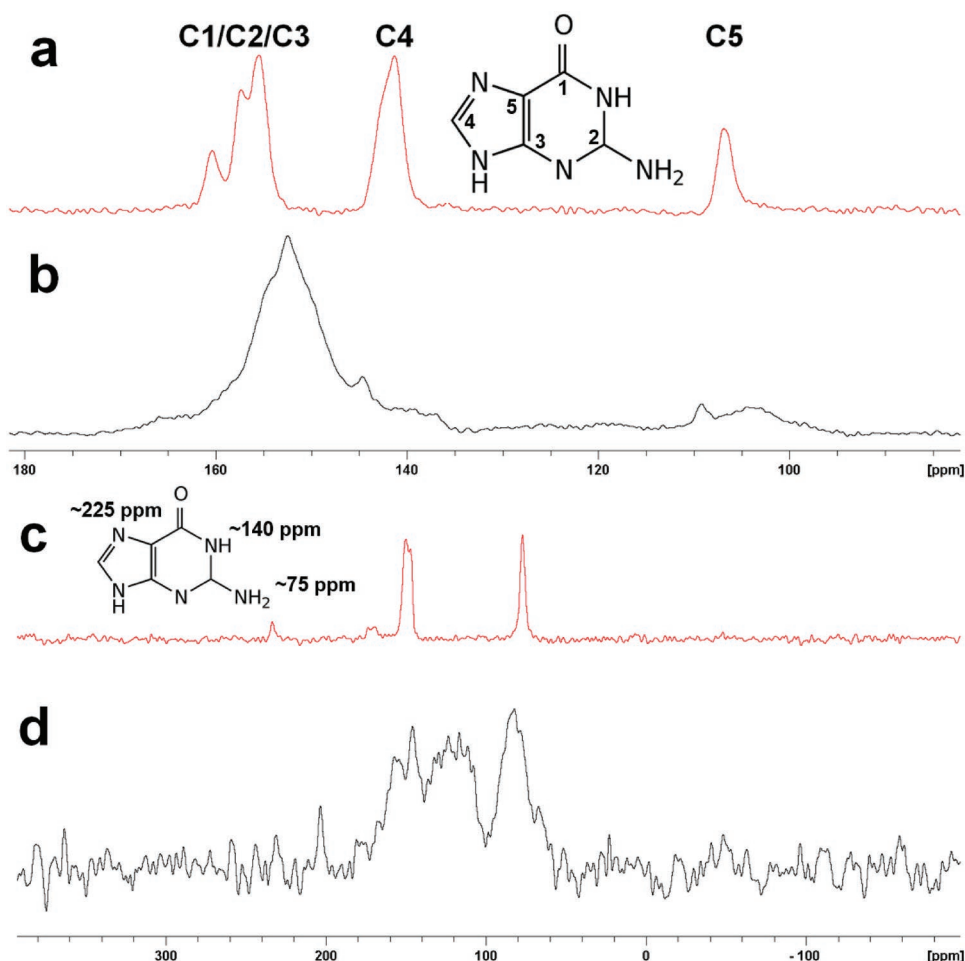 a
C1/C2/C3 C4 C5
O
N 1 NH
5
4
3 2
N N NH2
H
b
180 160 140 120 100 [ppm]
c
O
~225 ppm
N ~140 ppm
NH
~75 ppm
N N NH2
H
d
300 200 100 0 -100 [ppm]